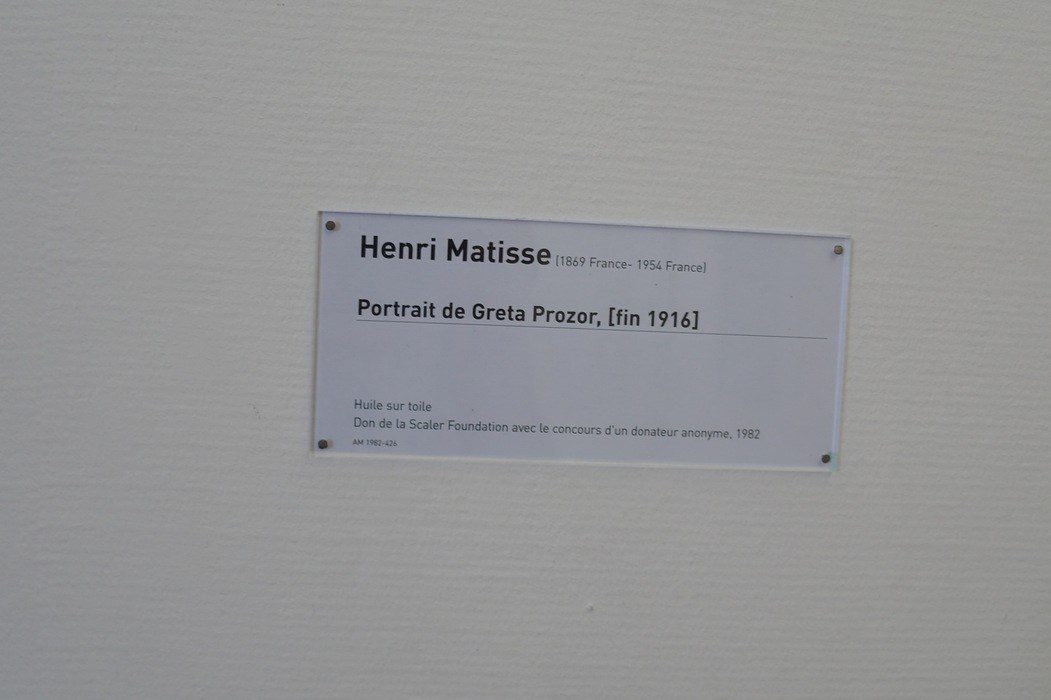 Henri Matisse (1869 France- 1954 France)
Portrait de Greta Prozor, [fin 1916]
Huile sur toile
Don de la Scaler Foundation avec le concours d'un donateur anonyme, 1982
AM 1982-426